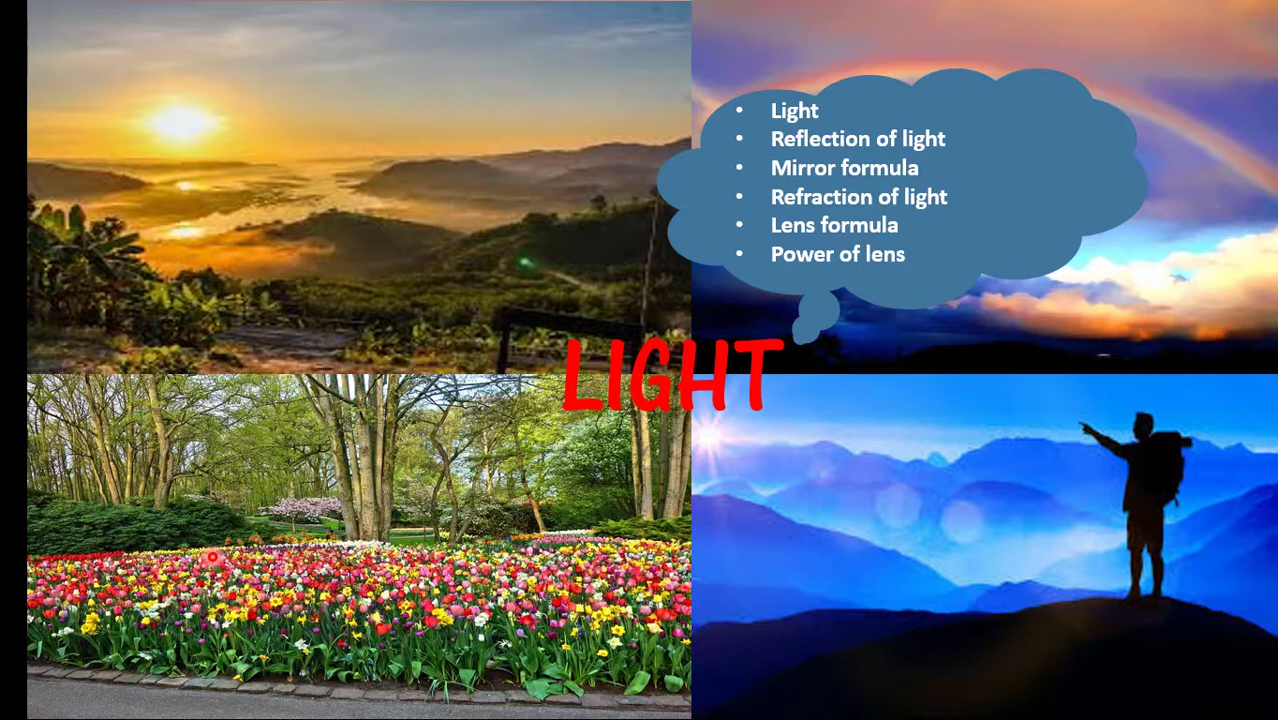 • Light
• Reflection of light
• Mirror formula
• Refraction of light
• Lens formula
• Power of lens
LIGHT